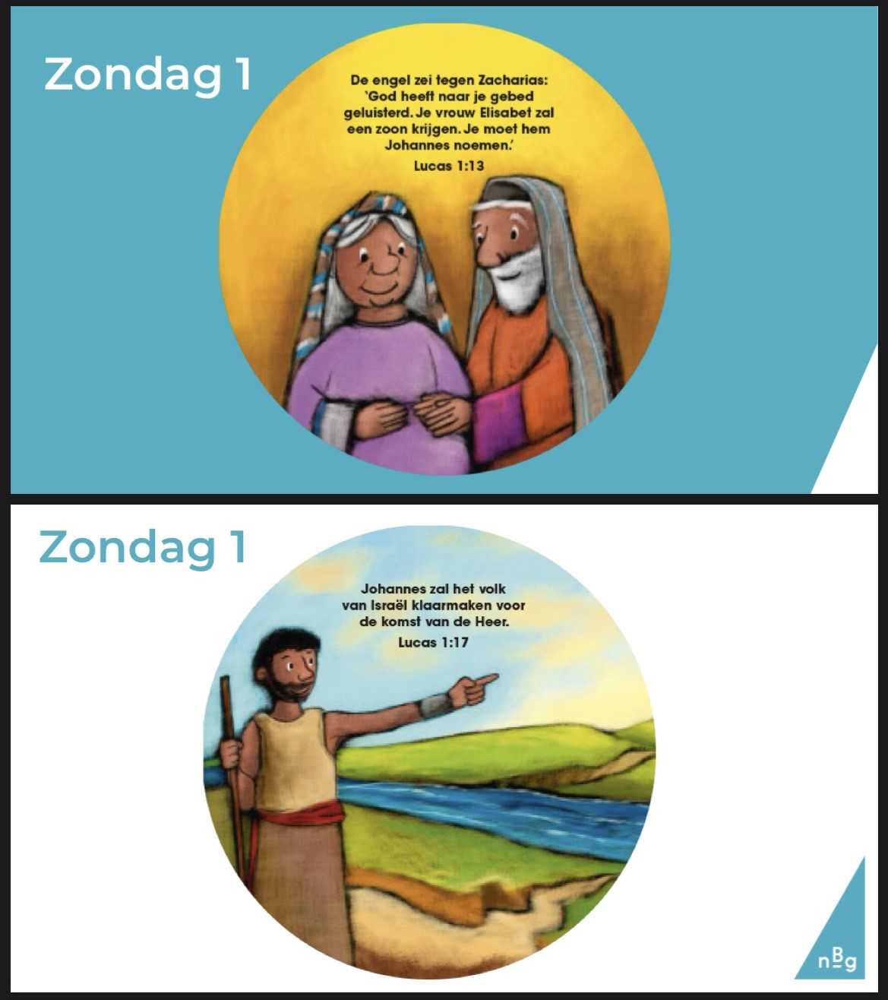 Zondag 1
De engel zei tegen Zacharias:
‘God heeft naar je gebed
geluisterd. Je vrouw Elisabet zal
een zoon krijgen. Je moet hem
Johannes noemen.’
Lucas 1:13
Zondag 1
Johannes zal het volk
van Israël klaarmaken voor
de komst van de Heer.
Lucas 1:17
nBg